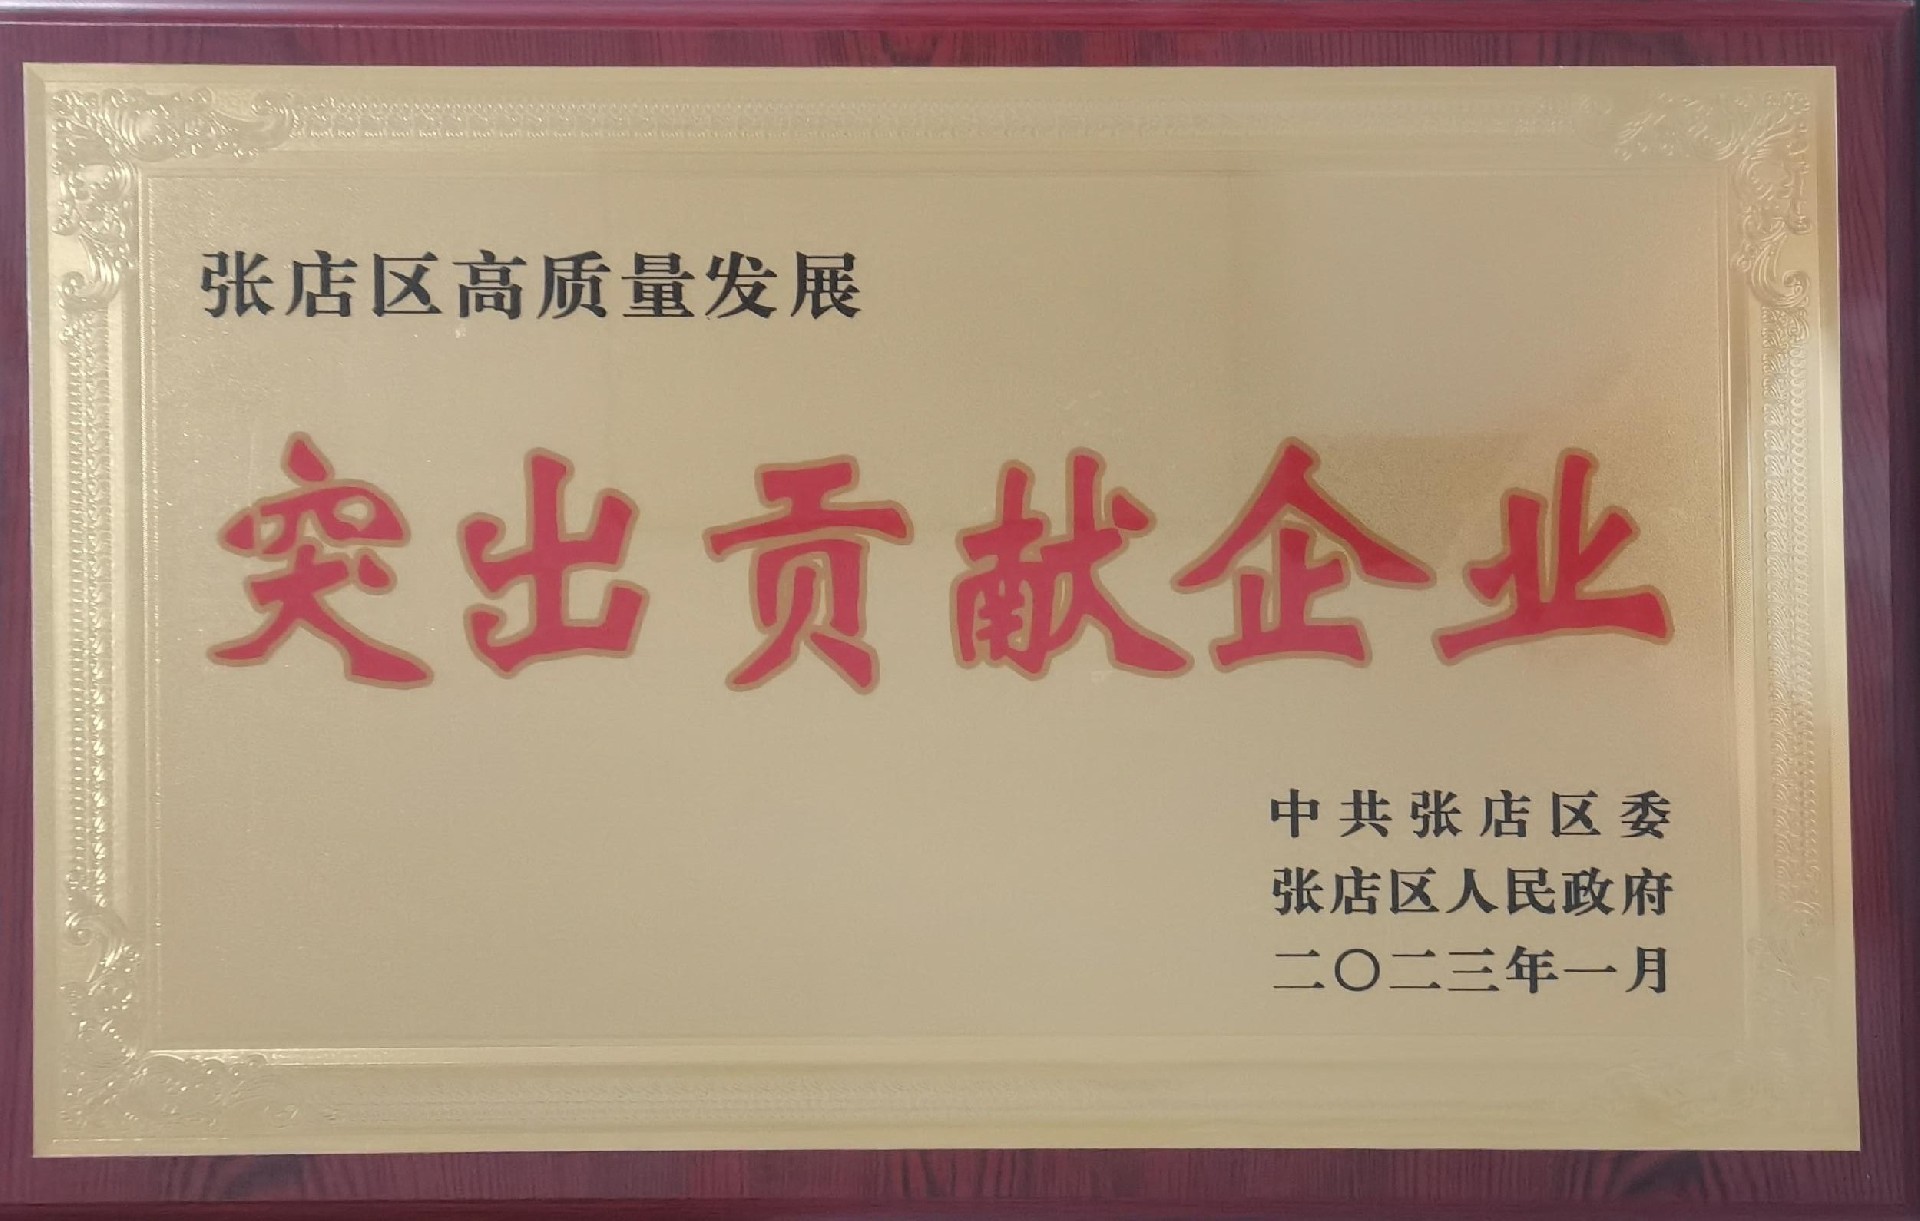 张店区高质量发展
突出贡献企业
中共张店区委
张店区人民政府
二〇二三年一月